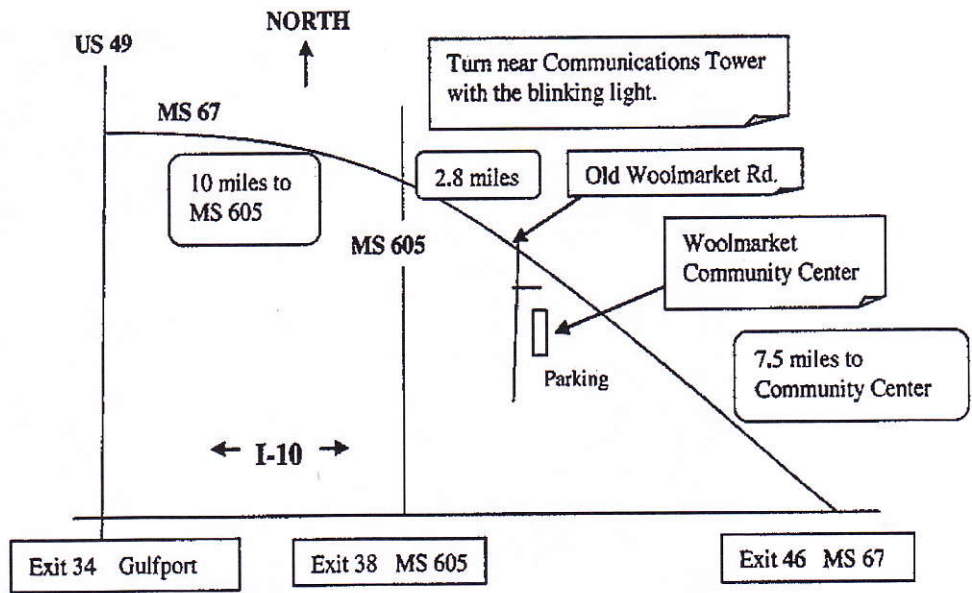 NORTH
US 49
Turn near Communications Tower
with the blinking light.
MS 67
10 miles to
MS 605
2.8 miles
Old Woolmarket Rd.
MS 605
Woolmarket
Community Center
Parking
7.5 miles to
Community Center
I-10
Exit 34 Gulfport
Exit 38 MS 605
Exit 46 MS 67